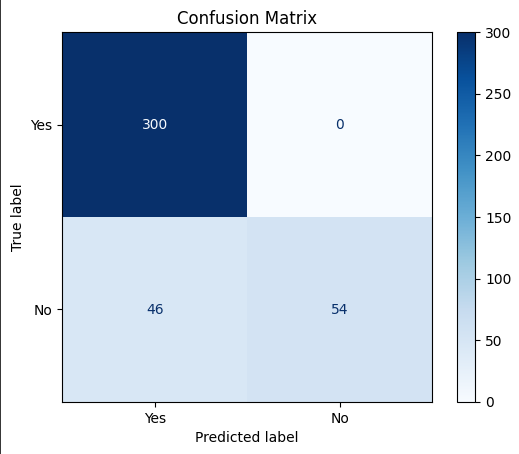 Confusion Matrix
True label
Yes
No
300
0
46
54
Yes
No
Predicted label
300
250
200
150
100
50
0